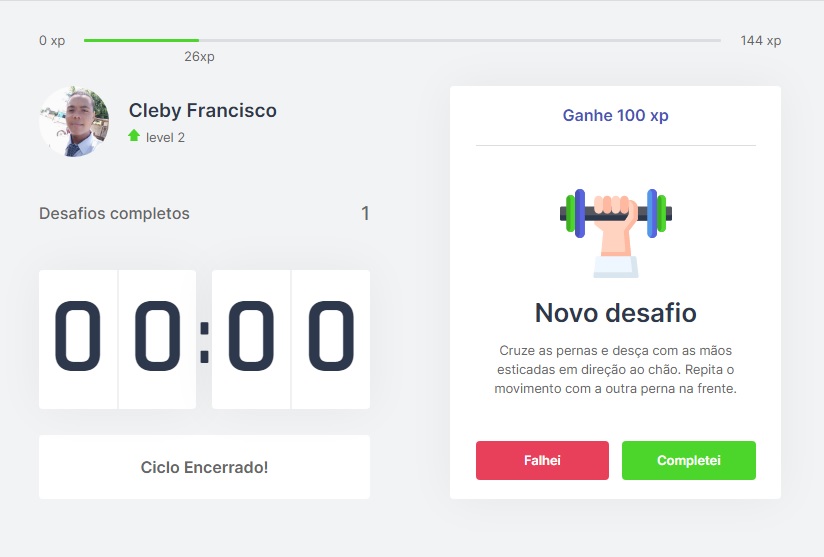 0 xp
26xp
144 xp
Cleby Francisco
level 2
Desafios completos
1
00:00
Ciclo Encerrado!
Ganhe 100 xp
Novo desafio
Cruze as pernas e desça com as mãos
esticadas em direção ao chão. Repita o
movimento com a outra perna na frente.
Falhei
Completei